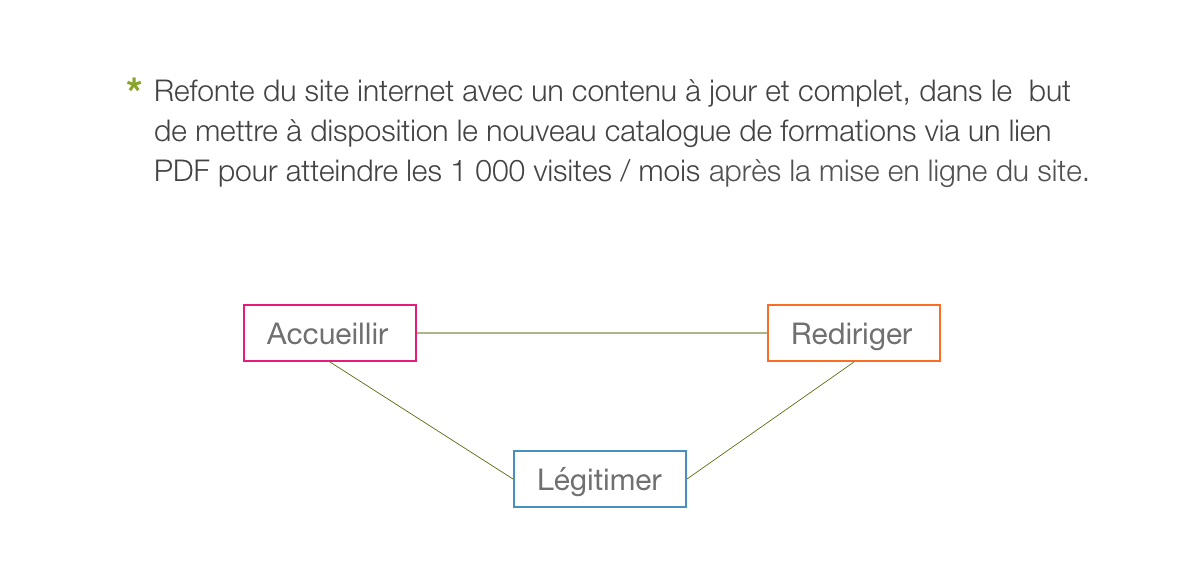 * Refonte du site internet avec un contenu à jour et complet, dans le  but
de mettre à disposition le nouveau catalogue de formations via un lien
PDF pour atteindre les 1 000 visites / mois après la mise en ligne du site.
Accueillir
Rediriger
Légitimer